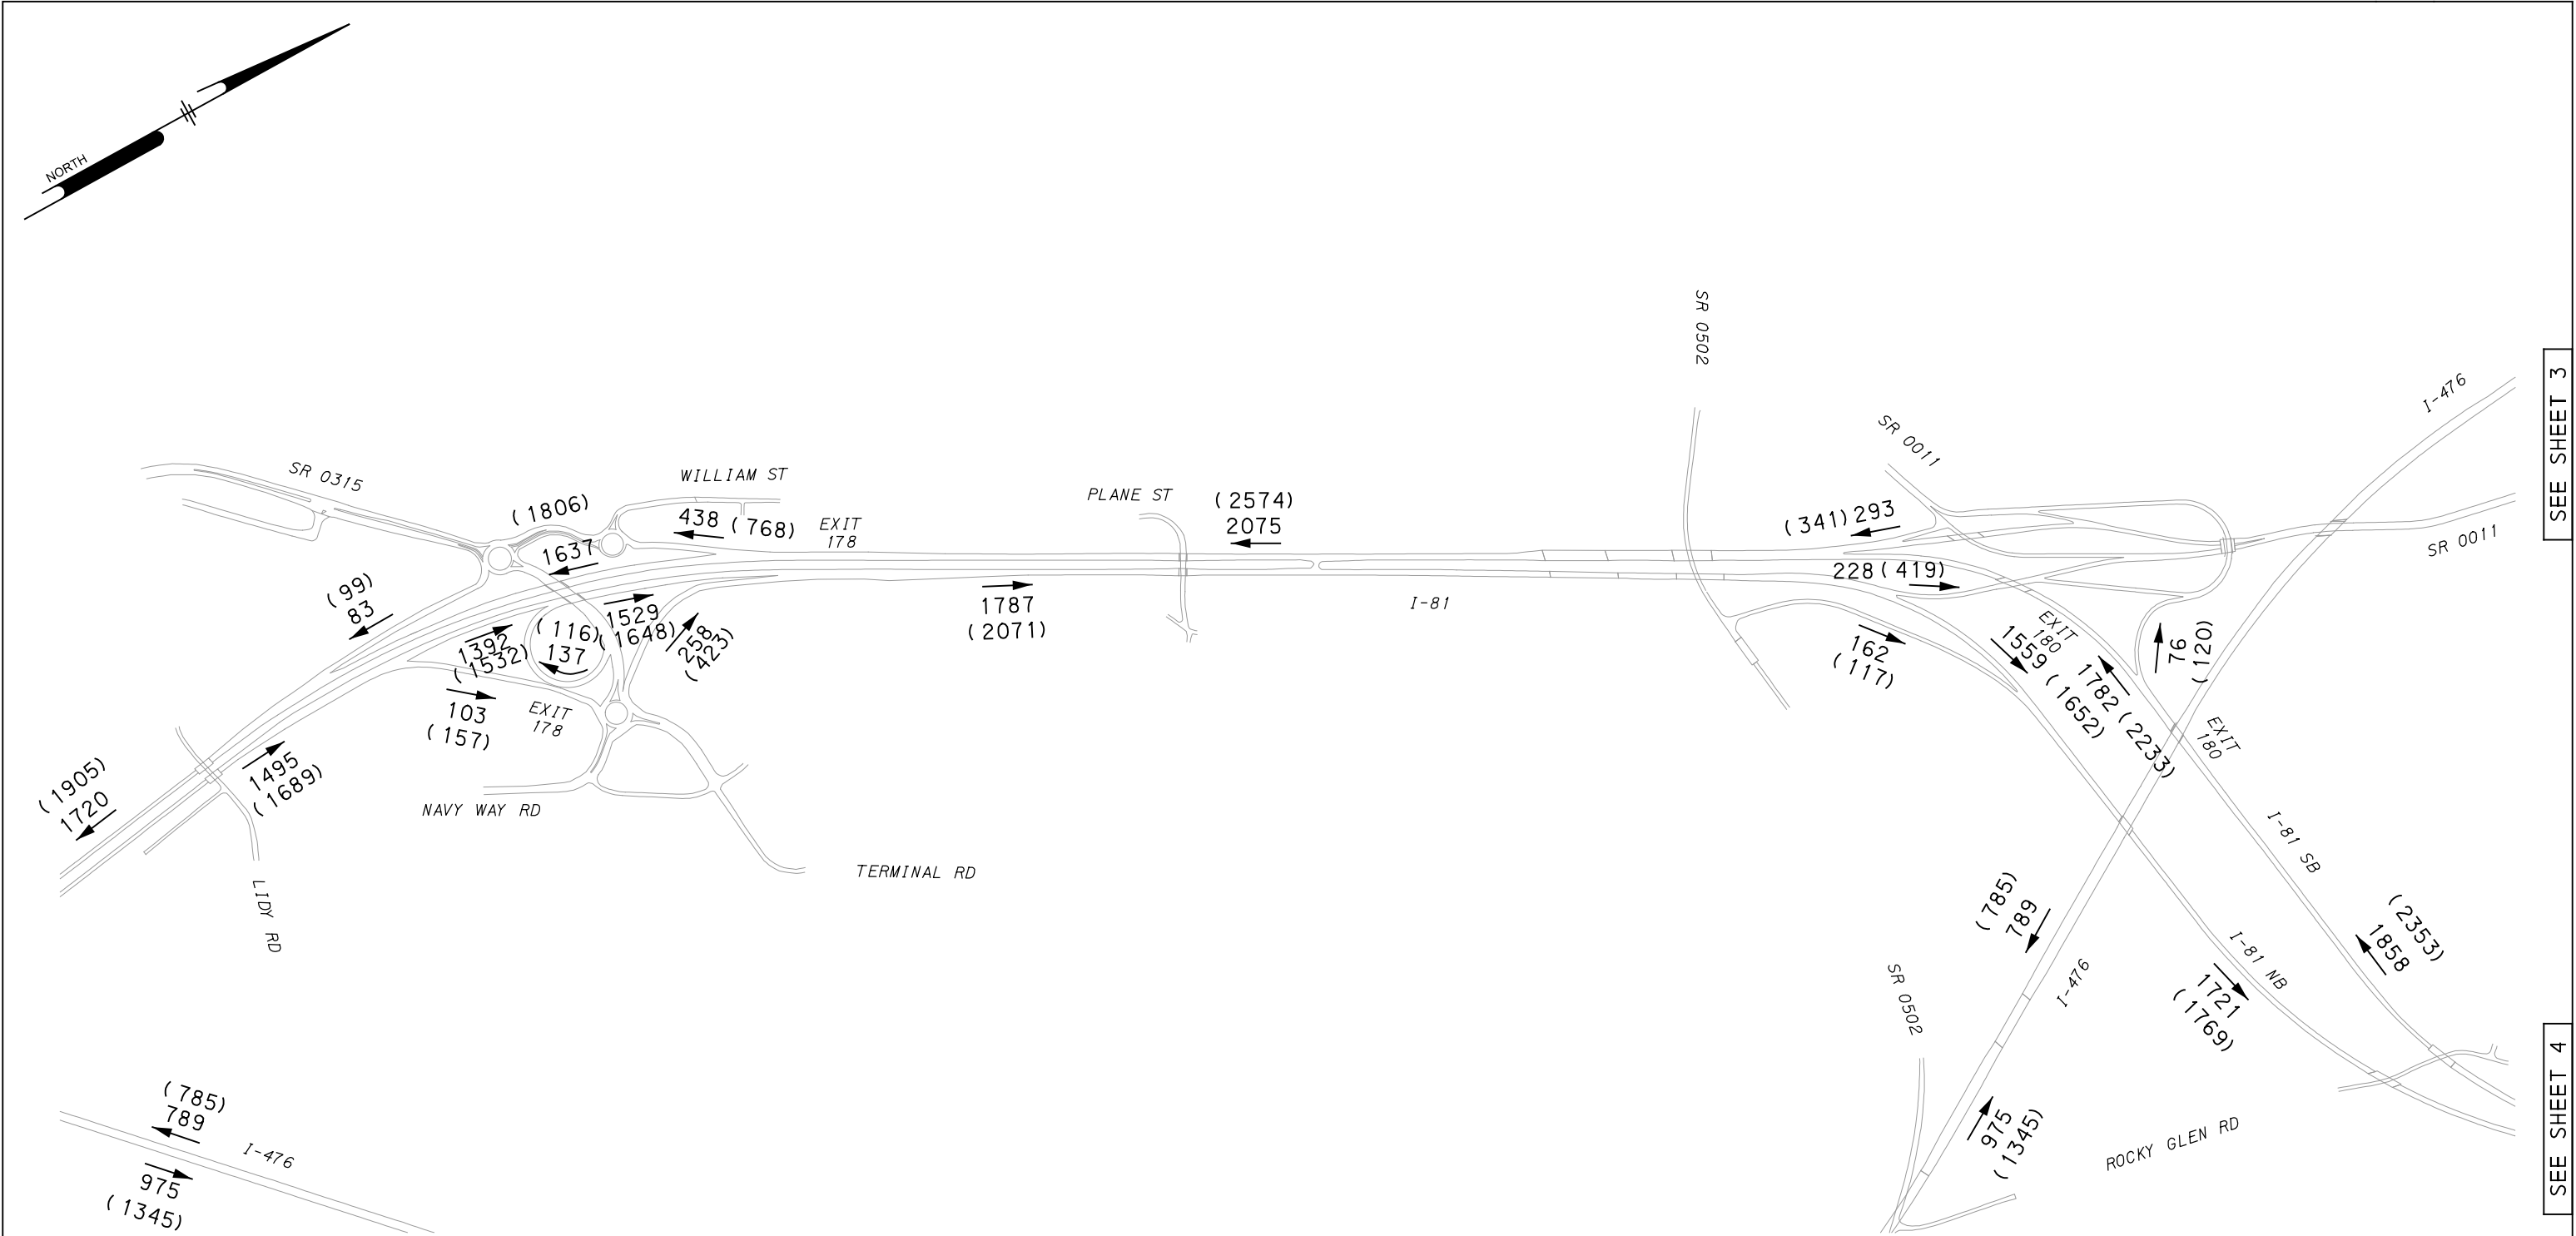 NORTH
SR 0315
WILLIAM ST
(1806)
438 (768)
EXIT
178
1637
(99)
83
1392
(1532)
(116)
137
1529
(1648)
258
(423)
103
(157)
EXIT
178
1495
(1689)
(1905)
1720
NAVY WAY RD
LIDY RD
TERMINAL RD
1787
(2071)
PLANE ST
(2574)
2075
I-81
SR 0502
SR 0011
(341) 293
228 (419)
162
(117)
EXIT
180
1559
(1652)
1782 (2233)
76
(120)
EXIT
180
I-476
SR 0011
SEE SHEET 3
I-81 SB
(2353)
1858
I-81 NB
1721
(1769)
(785)
789
I-476
SR 0502
975
(1345)
ROCKY GLEN RD
SEE SHEET 4
(785)
789
I-476
975
(1345)